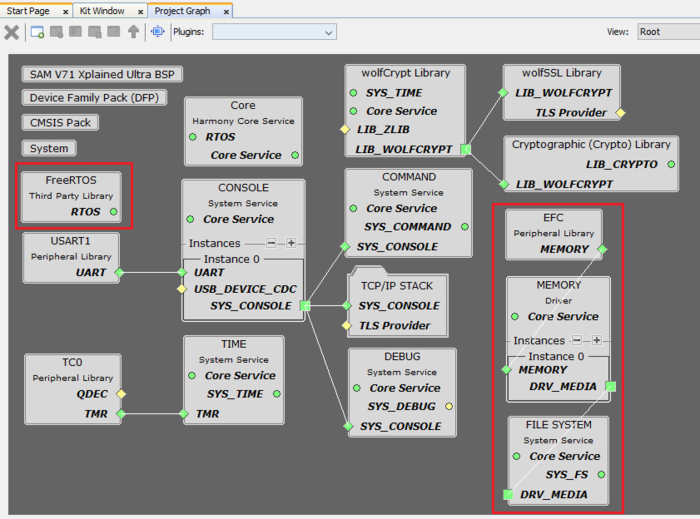 Start Page x Kit Window x Project Graph x
Plugins:
View: Root
SAM V71 Xplained Ultra BSP
Device Family Pack (DFP)
CMSIS Pack
System
FreeRTOS
Third Party Library
RTOS
USART1
Peripheral Library
UART
TC0
Peripheral Library
QDEC
TMR
Core
Harmony Core Service
RTOS
Core Service
CONSOLE
System Service
Core Service
Instances
Instance 0
UART
USB_DEVICE_CDC
SYS_CONSOLE
TIME
System Service
Core Service
SYS_TIME
TMR
wolfCrypt Library
SYS_TIME
Core Service
LIB_ZLIB
LIB_WOLFCRYPT
COMMAND
System Service
Core Service
SYS_COMMAND
SYS_CONSOLE
TCP/IP STACK
SYS_CONSOLE
TLS Provider
DEBUG
System Service
Core Service
SYS_DEBUG
SYS_CONSOLE
wolfSSL Library
LIB_WOLFCRYPT
TLS Provider
Cryptographic (Crypto) Library
LIB_CRYPTO
LIB_WOLFCRYPT
EFC
Peripheral Library
MEMORY
MEMORY
Driver
Core Service
Instances
Instance 0
MEMORY
DRV_MEDIA
FILE SYSTEM
System Service
Core Service
SYS_FS
DRV_MEDIA